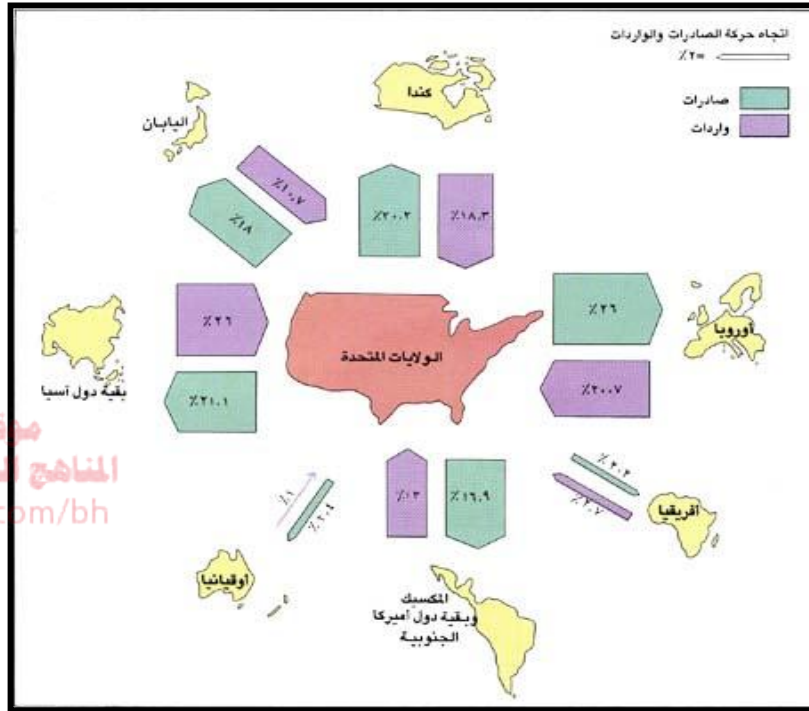 اتجاه حركة الصادرات والواردات
=٢٪
صادرات
واردات
كندا
اليابان
٪١٠،٧
٪١٨
٪٢٠،٢
٪١٨،٣
٪٢٦
٪٢١،١
بقية دول آسيا
الولايات المتحدة
٪٢٦
٪٢٠،٧
أوروبا
٪١
٪٢،٤
أوقيانيا
٪١٣
٪١٦،٩
المكسيك
وبقية دول أميركا
الجنوبية
٪٢،٢
٪٢،٧
أفريقيا
موق
المناهج ال
com/bh